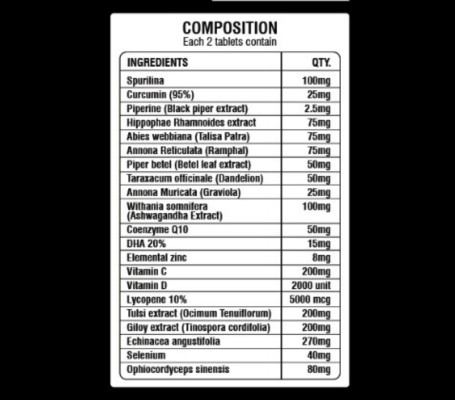 COMPOSITION
Each 2 tablets contain
INGREDIENTS QTY.
Spurilina 100mg
Curcumin (95%) 25mg
Piperine (Black piper extract) 2.5mg
Hippophae Rhamnoides extract 75mg
Abies webbiana (Talisa Patra) 75mg
Annona Reticulata (Ramphal) 75mg
Piper betel (Betel leaf extract) 50mg
Taraxacum officinale (Dandelion) 50mg
Annona Muricata (Graviola) 25mg
Withania somnifera 100mg
(Ashwagandha Extract)
Coenzyme Q10 50mg
DHA 20% 15mg
Elemental zinc 8mg
Vitamin C 200mg
Vitamin D 2000 unit
Lycopene 10% 5000 mcg
Tulsi extract (Ocimum Tenuiflorum) 200mg
Giloy extract (Tinospora cordifolia) 200mg
Echinacea angustifolia 270mg
Selenium 40mg
Ophiocordyceps sinensis 80mg